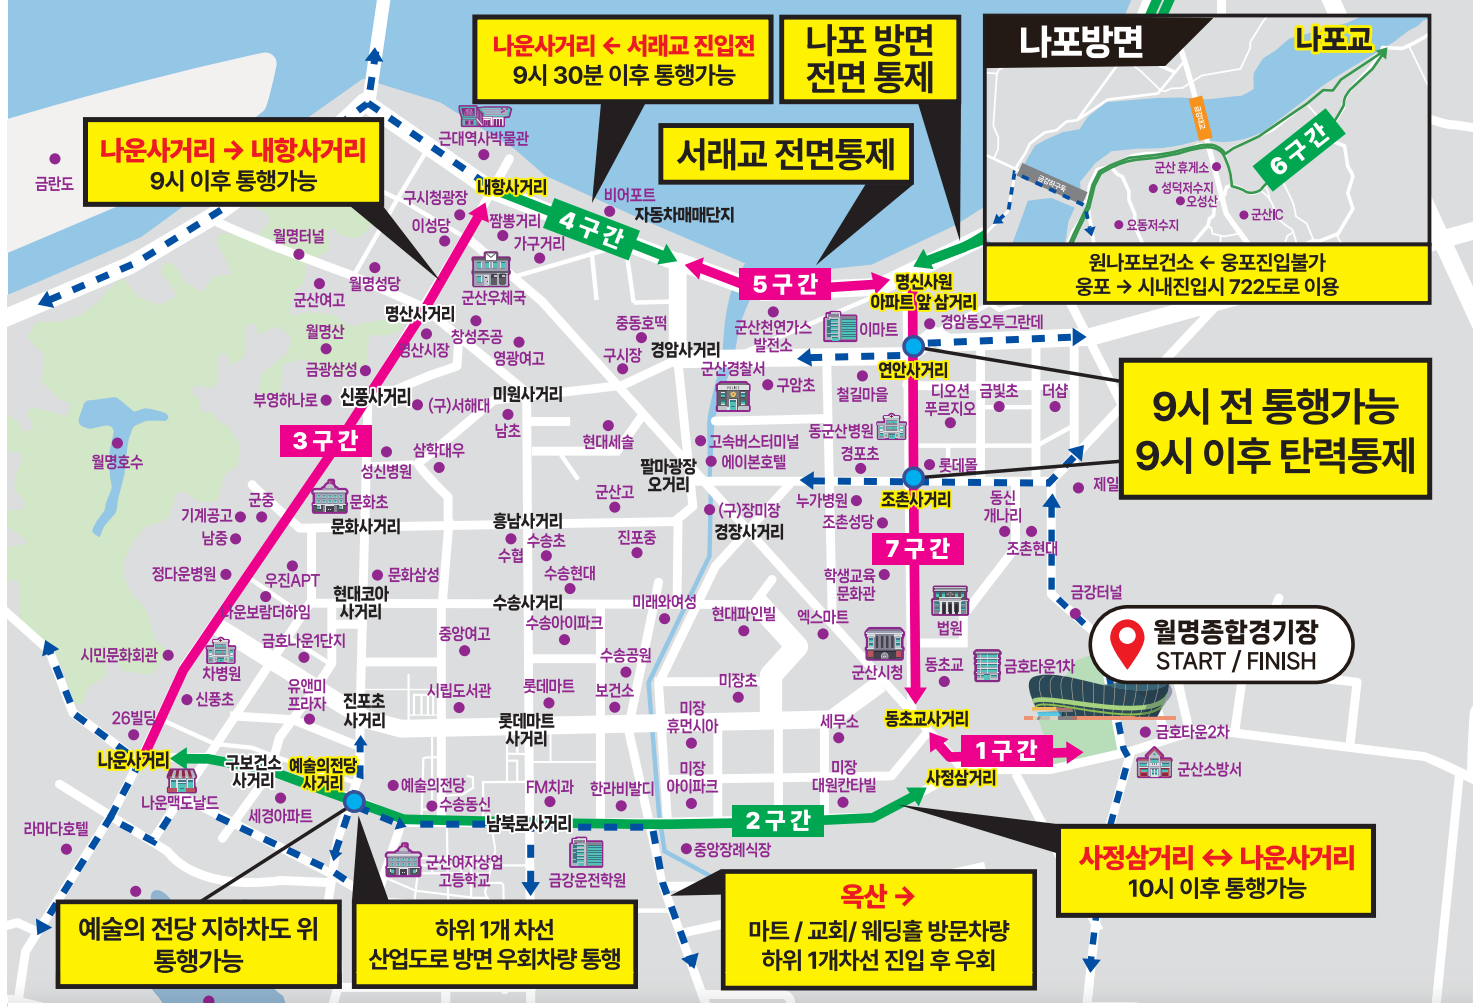 나운사거리 ← 서래교 진입전
9시 30분 이후 통행가능
나포 방면
전면 통제
나포방면
나포교
6구간
금강하구둑
군산 휴게소
성덕저수지
오성산
군산IC
요동저수지
원나포보건소 ← 웅포진입불가
웅포 → 시내진입시 722도로 이용
나운사거리 → 내항사거리
9시 이후 통행가능
서래교 전면통제
근대역사박물관
금란도
구시청광장
내항사거리
비어포트
자동차매매단지
이성당
짬뽕거리
가구거리
4구간
월명터널
월명성당
군산여고
군산우체국
5구간
명신사원
아파트 앞 삼거리
명산사거리
월명산
명산시장
창성주공
영광여고
중동호떡
구시장
경암사거리
군산천연가스
발전소
이마트
경암동오투그란데
금광삼성
군산경찰서
구암초
연안사거리
부영하나로
신풍사거리
(구)서해대
미원사거리
남초
철길마을
디오션
푸르지오
금빛초
더샵
9시 전 통행가능
9시 이후 탄력통제
3구간
월명호수
성신병원
삼학대우
현대세솔
고속버스터미널
에이본호텔
팔마광장
오거리
동군산병원
경포초
롯데몰
문화초
군산고
(구)장미장
경장사거리
누가병원
조촌성당
조촌사거리
동신
개나리
제일
조촌현대
군중
기계공고
남중
문화사거리
흥남사거리
수협
수송초
진포중
7구간
정다운병원
우진APT
문화삼성
수송현대
학생교육
문화관
나운보람더하임
현대코아
사거리
수송사거리
수송아이파크
미래와여성
현대파인빌
엑스마트
법원
금강터널
월명종합경기장
START / FINISH
시민문화회관
차병원
금호나운1단지
중앙여고
수송공원
군산시청
동초교
금호타운1차
신풍초
유앤미
프라자
진포초
사거리
시립도서관
롯데마트
보건소
미장초
26빌딩
롯데마트
사거리
미장
휴먼시아
세무소
동초교사거리
금호타운2차
나운사거리
구보건소
사거리
예술의전당
사거리
1구간
사정삼거리
군산소방서
나운맥도날드
세경아파트
예술의전당
수송동신
FM치과
한라비발디
미장
아이파크
미장
대원칸타빌
라마다호텔
남북로사거리
2구간
군산여자상업
고등학교
금강운전학원
중앙장례식장
사정삼거리 ↔ 나운사거리
10시 이후 통행가능
예술의 전당 지하차도 위
통행가능
하위 1개 차선
산업도로 방면 우회차량 통행
옥산 →
마트 / 교회/ 웨딩홀 방문차량
하위 1개차선 진입 후 우회